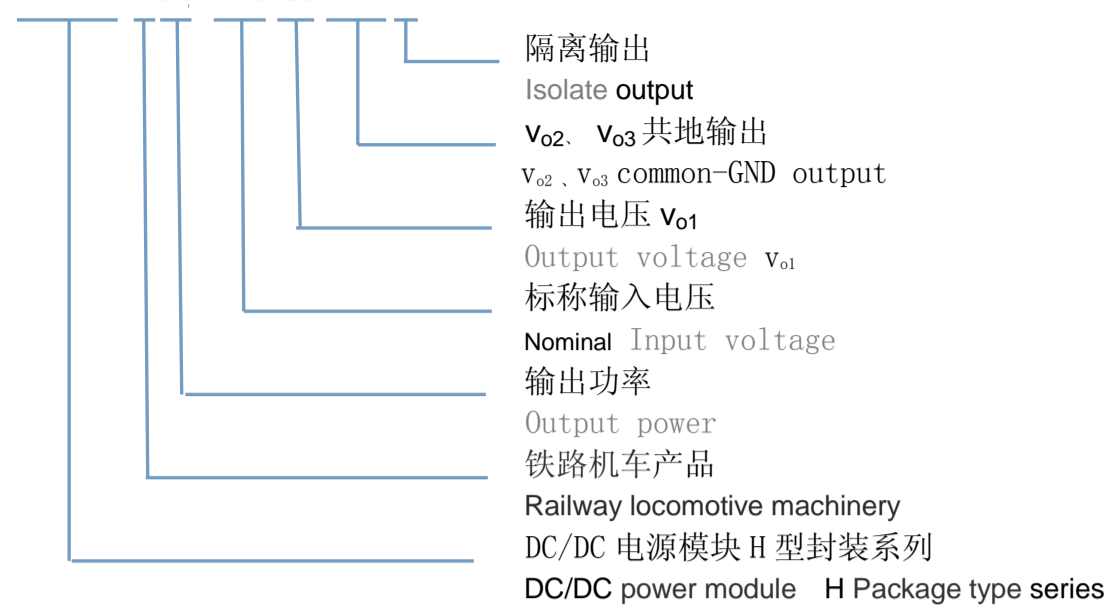 隔离输出
Isolate output
vo2、 vo3 共地输出
vo2 、vo3 common-GND output
输出电压 vo1
Output voltage vo1
标称输入电压
Nominal Input voltage
输出功率
Output power
铁路机车产品
Railway locomotive machinery
DC/DC 电源模块 H 型封装系列
DC/DC power module H Package type series